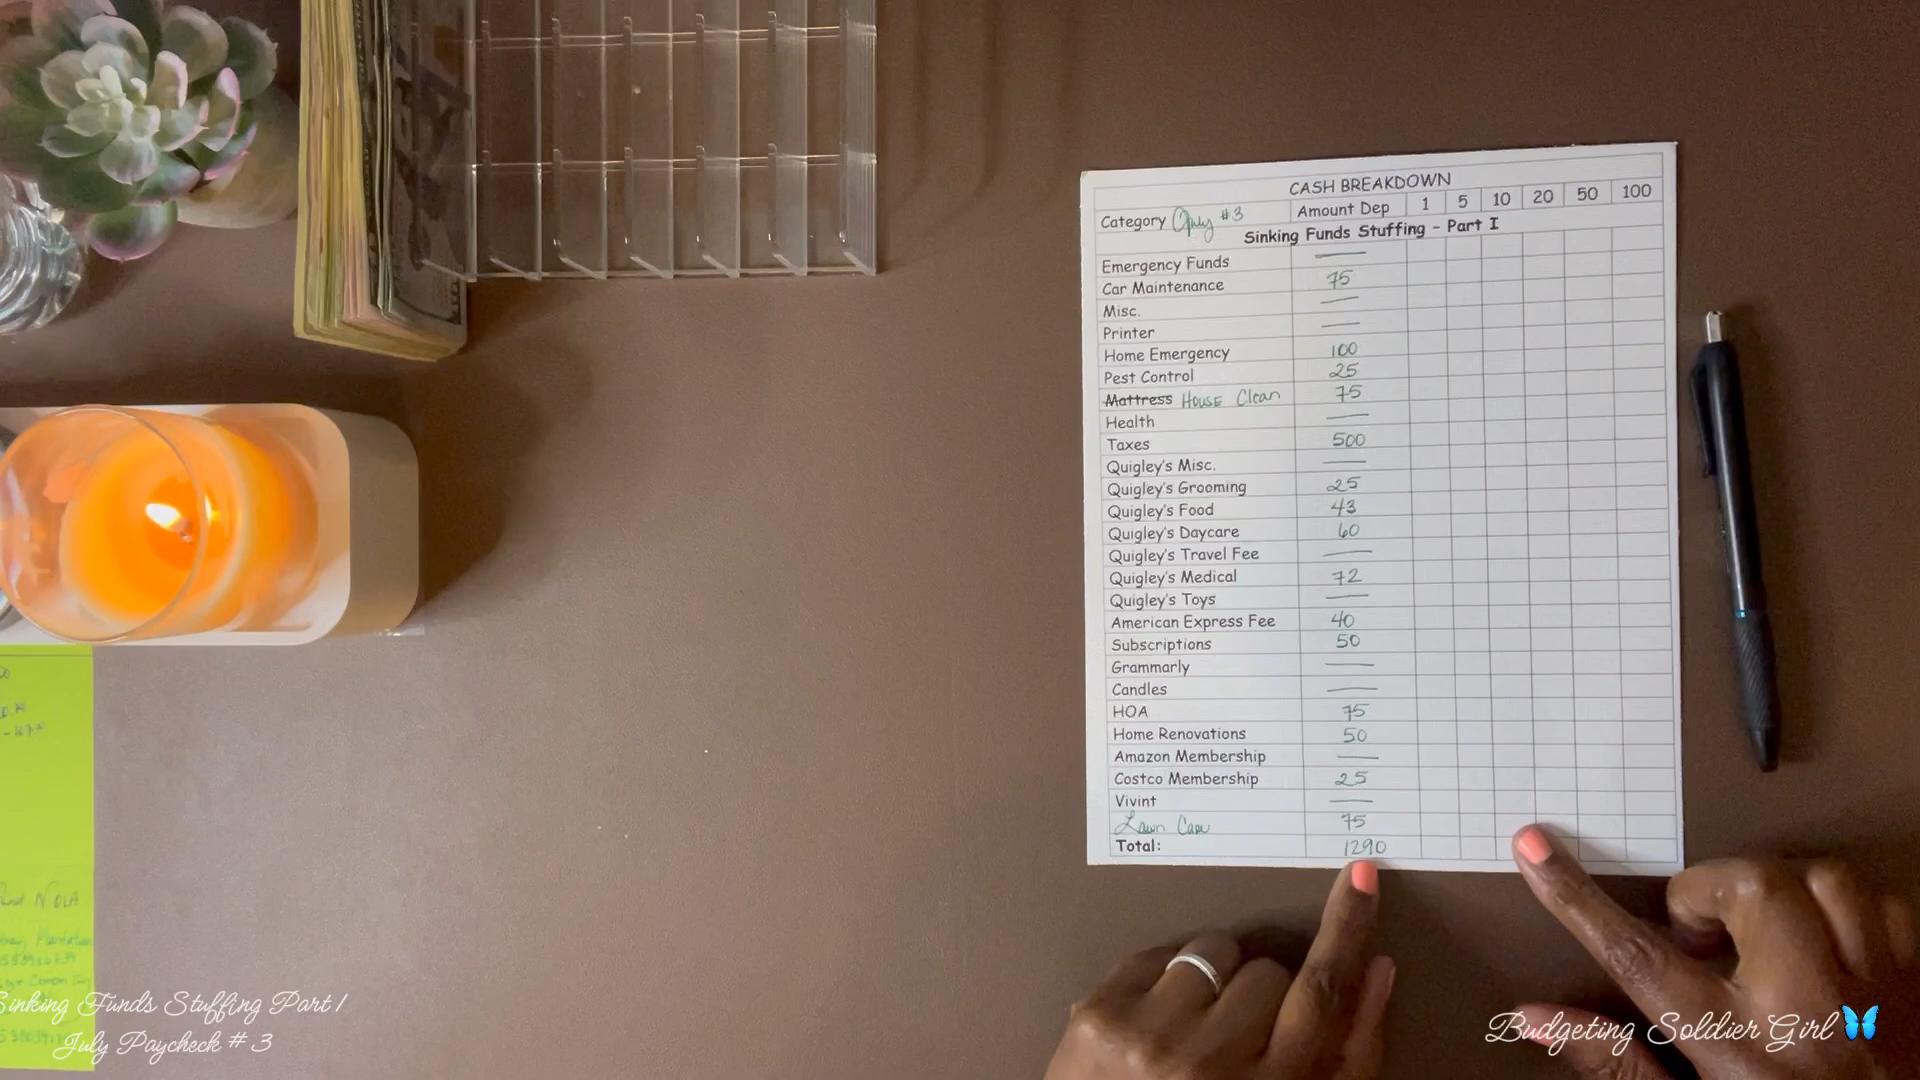 CASH BREAKDOWN
Category July #3 Amount Dep 1 5 10 20 50 100
Sinking Funds Stuffing - Part I
Emergency Funds —
Car Maintenance 75
Misc. —
Printer —
Home Emergency 100
Pest Control 25
Mattress House Clean 75
Health —
Taxes 500
Quigley's Misc. —
Quigley's Grooming 25
Quigley's Food 43
Quigley's Daycare 60
Quigley's Travel Fee —
Quigley's Medical 72
Quigley's Toys —
American Express Fee 40
Subscriptions 50
Grammarly —
Candles —
HOA 75
Home Renovations 50
Amazon Membership —
Costco Membership 25
Vivint —
Lawn Care 75
Total: 1290
NOLA
Sinking Funds Stuffing Part 1
July Paycheck # 3
Budgeting Soldier Girl